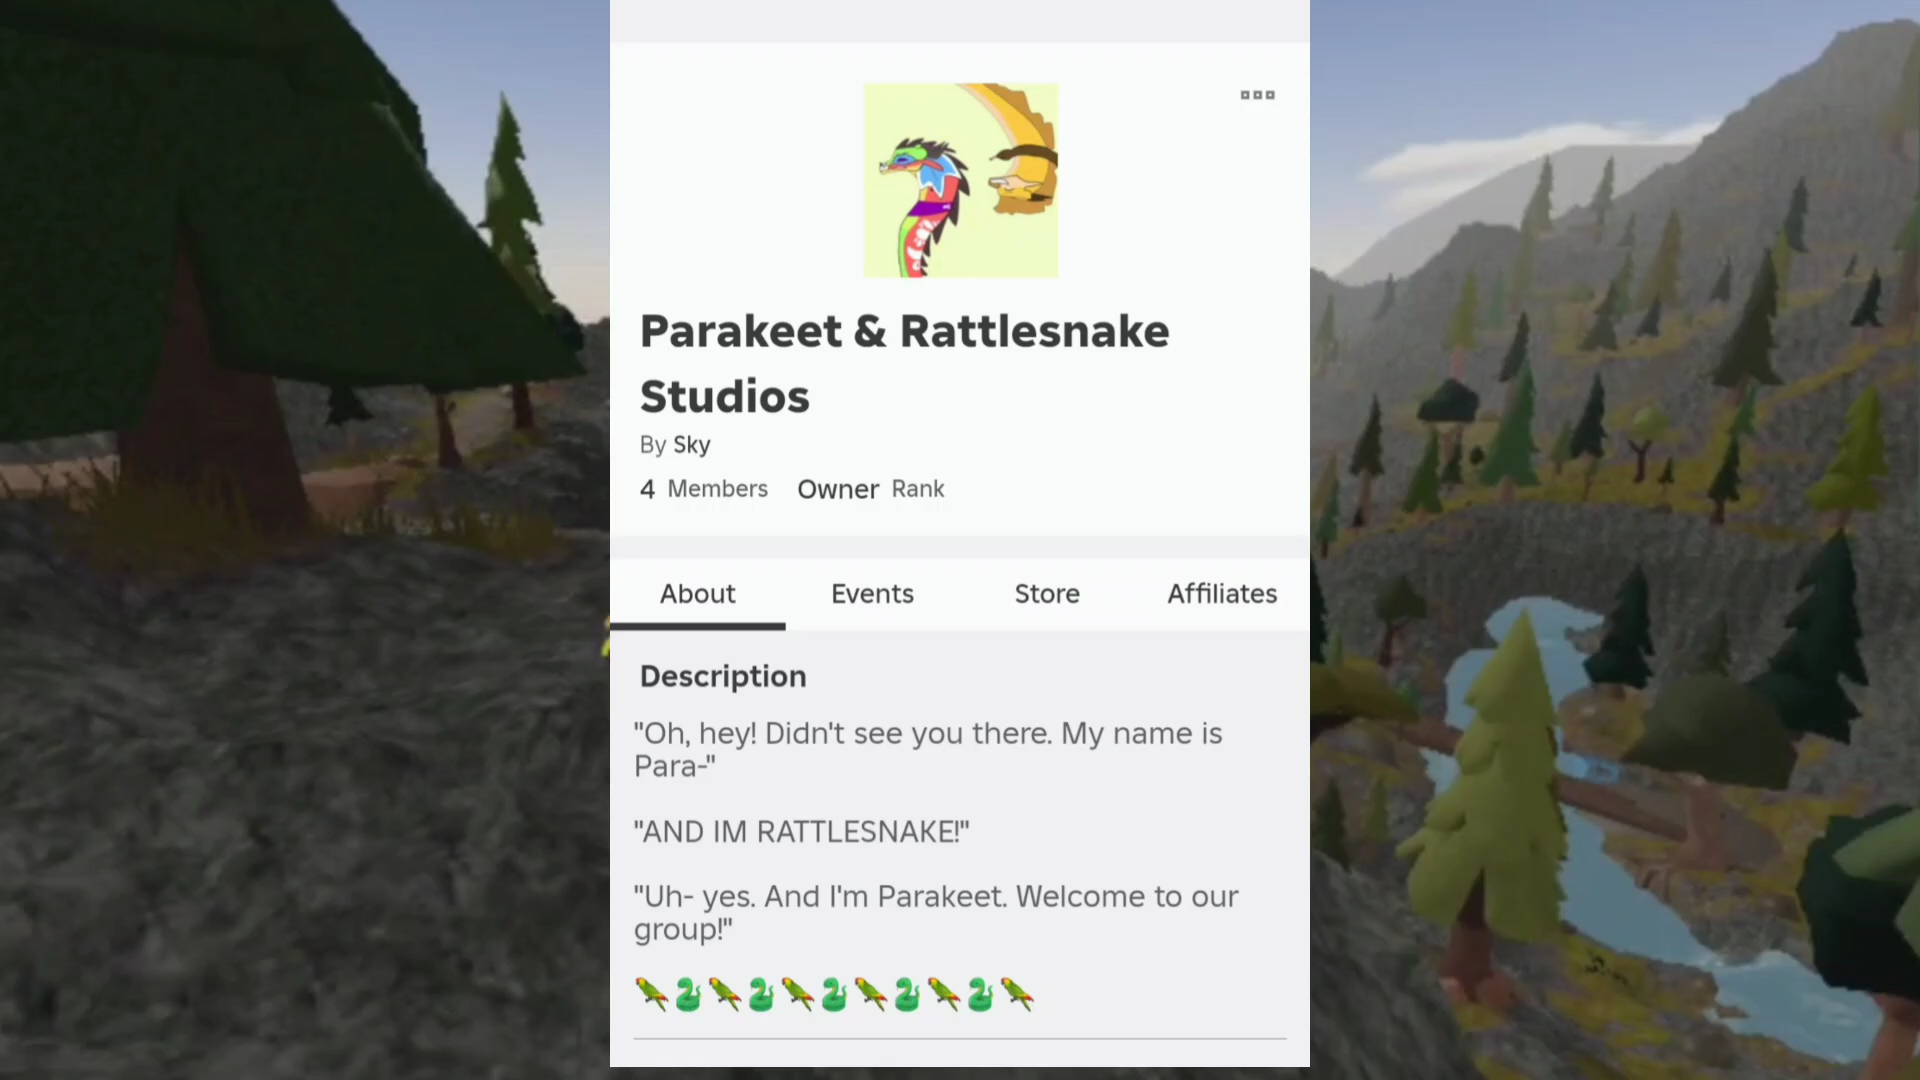 Parakeet & Rattlesnake
Studios
By Sky
4 Members Owner Rank
About Events Store Affiliates
Description
"Oh, hey! Didn't see you there. My name is
Para-"
"AND IM RATTLESNAKE!"
"Uh- yes. And I'm Parakeet. Welcome to our
group!"
🦜🐍🦜🐍🦜🐍🦜🐍🦜🐍🦜